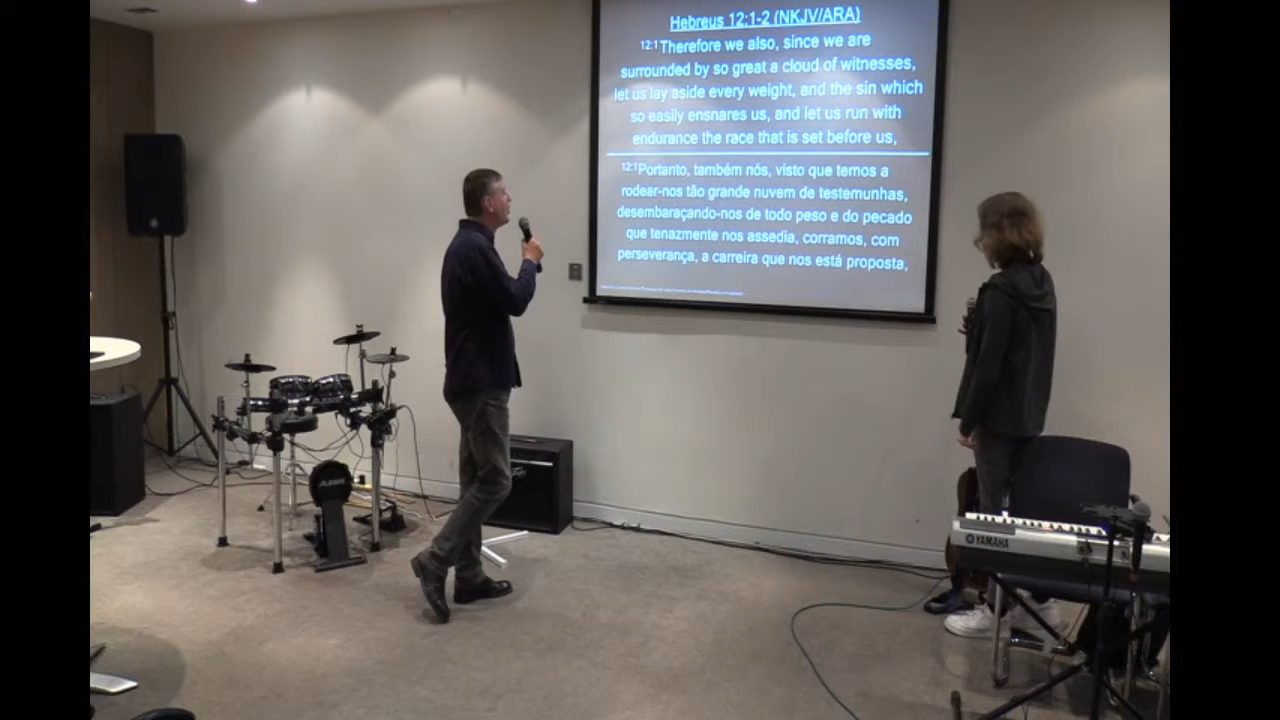 Hebreus 12:1-2 (NKJV/ARA)
12:1Therefore we also, since we are
surrounded by so great a cloud of witnesses,
let us lay aside every weight, and the sin which
so easily ensnares us, and let us run with
endurance the race that is set before us,
12:1Portanto, também nós, visto que temos a
rodear-nos tão grande nuvem de testemunhas,
desembaraçando-nos de todo peso e do pecado
que tenazmente nos assedia, corramos, com
perseverança, a carreira que nos está proposta,
ALESIS
YAMAHA